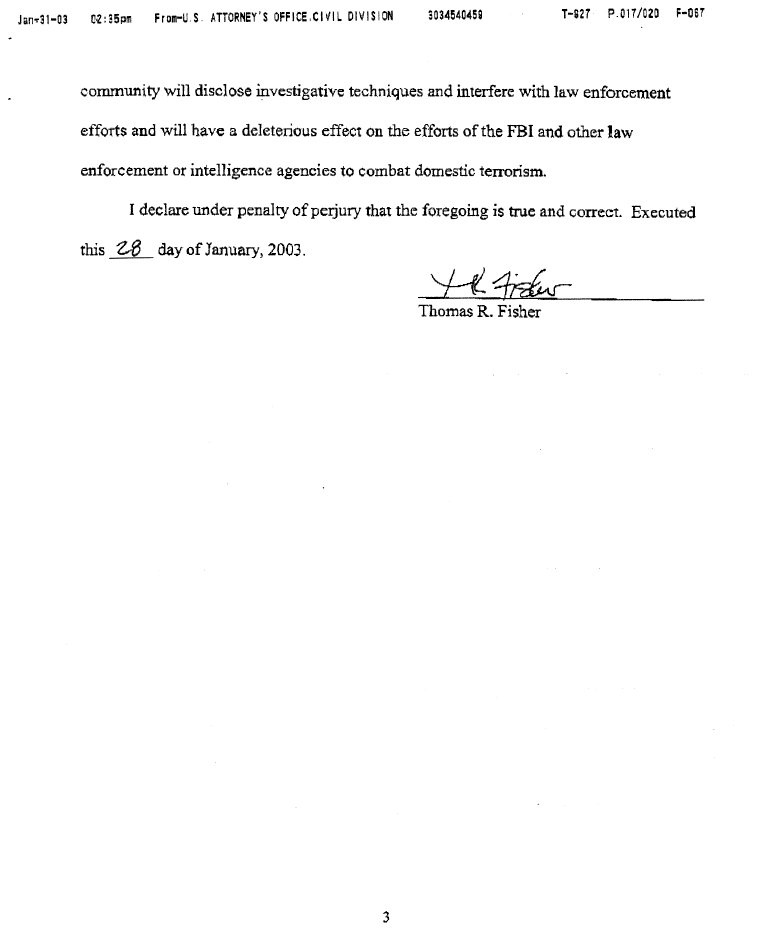 Jan-31-03 02:35pm From-U.S. ATTORNEY'S OFFICE.CIVIL DIVISION 3034540459 T-927 P.017/020 F-067
community will disclose investigative techniques and interfere with law enforcement
efforts and will have a deleterious effect on the efforts of the FBI and other law
enforcement or intelligence agencies to combat domestic terrorism.
I declare under penalty of perjury that the foregoing is true and correct. Executed
this 28 day of January, 2003.
TR Fisher
Thomas R. Fisher
3